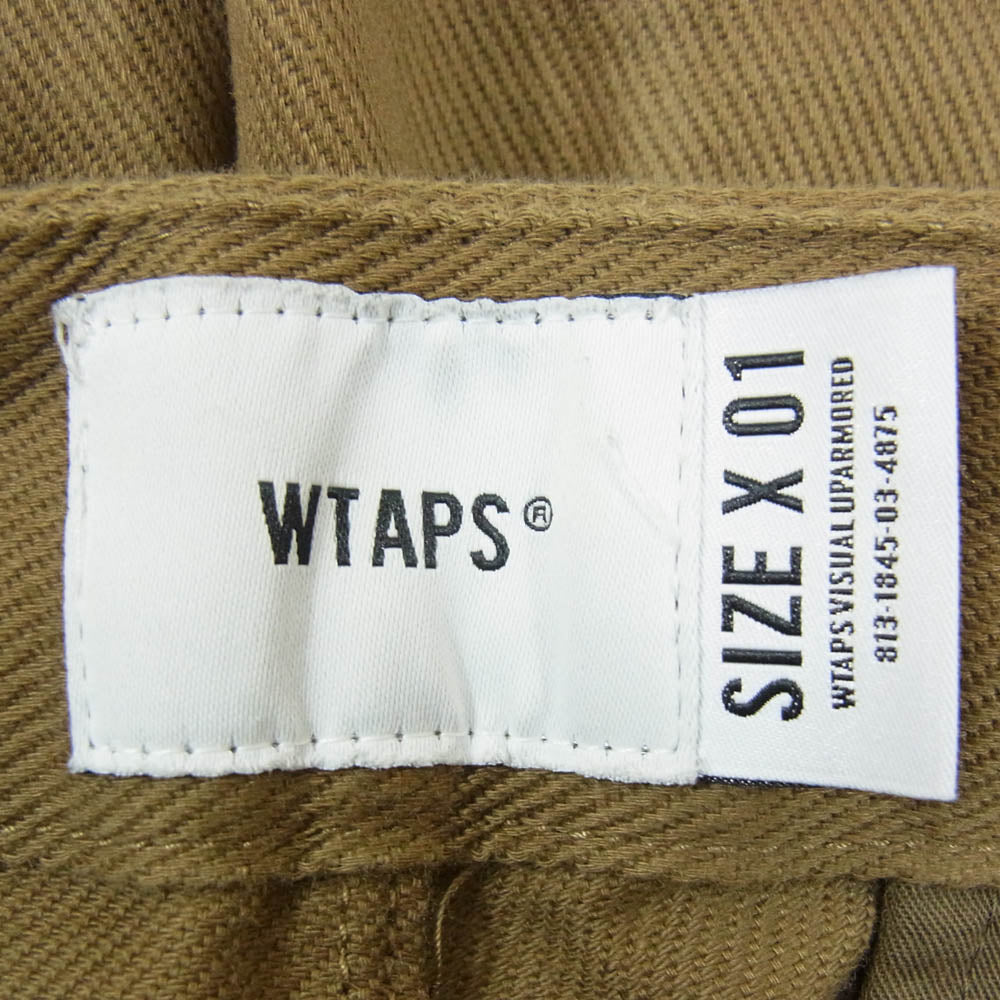 WTAPS®
SIZE X 01
WTAPS VISUAL UPARMORED
813-1845-03-4875